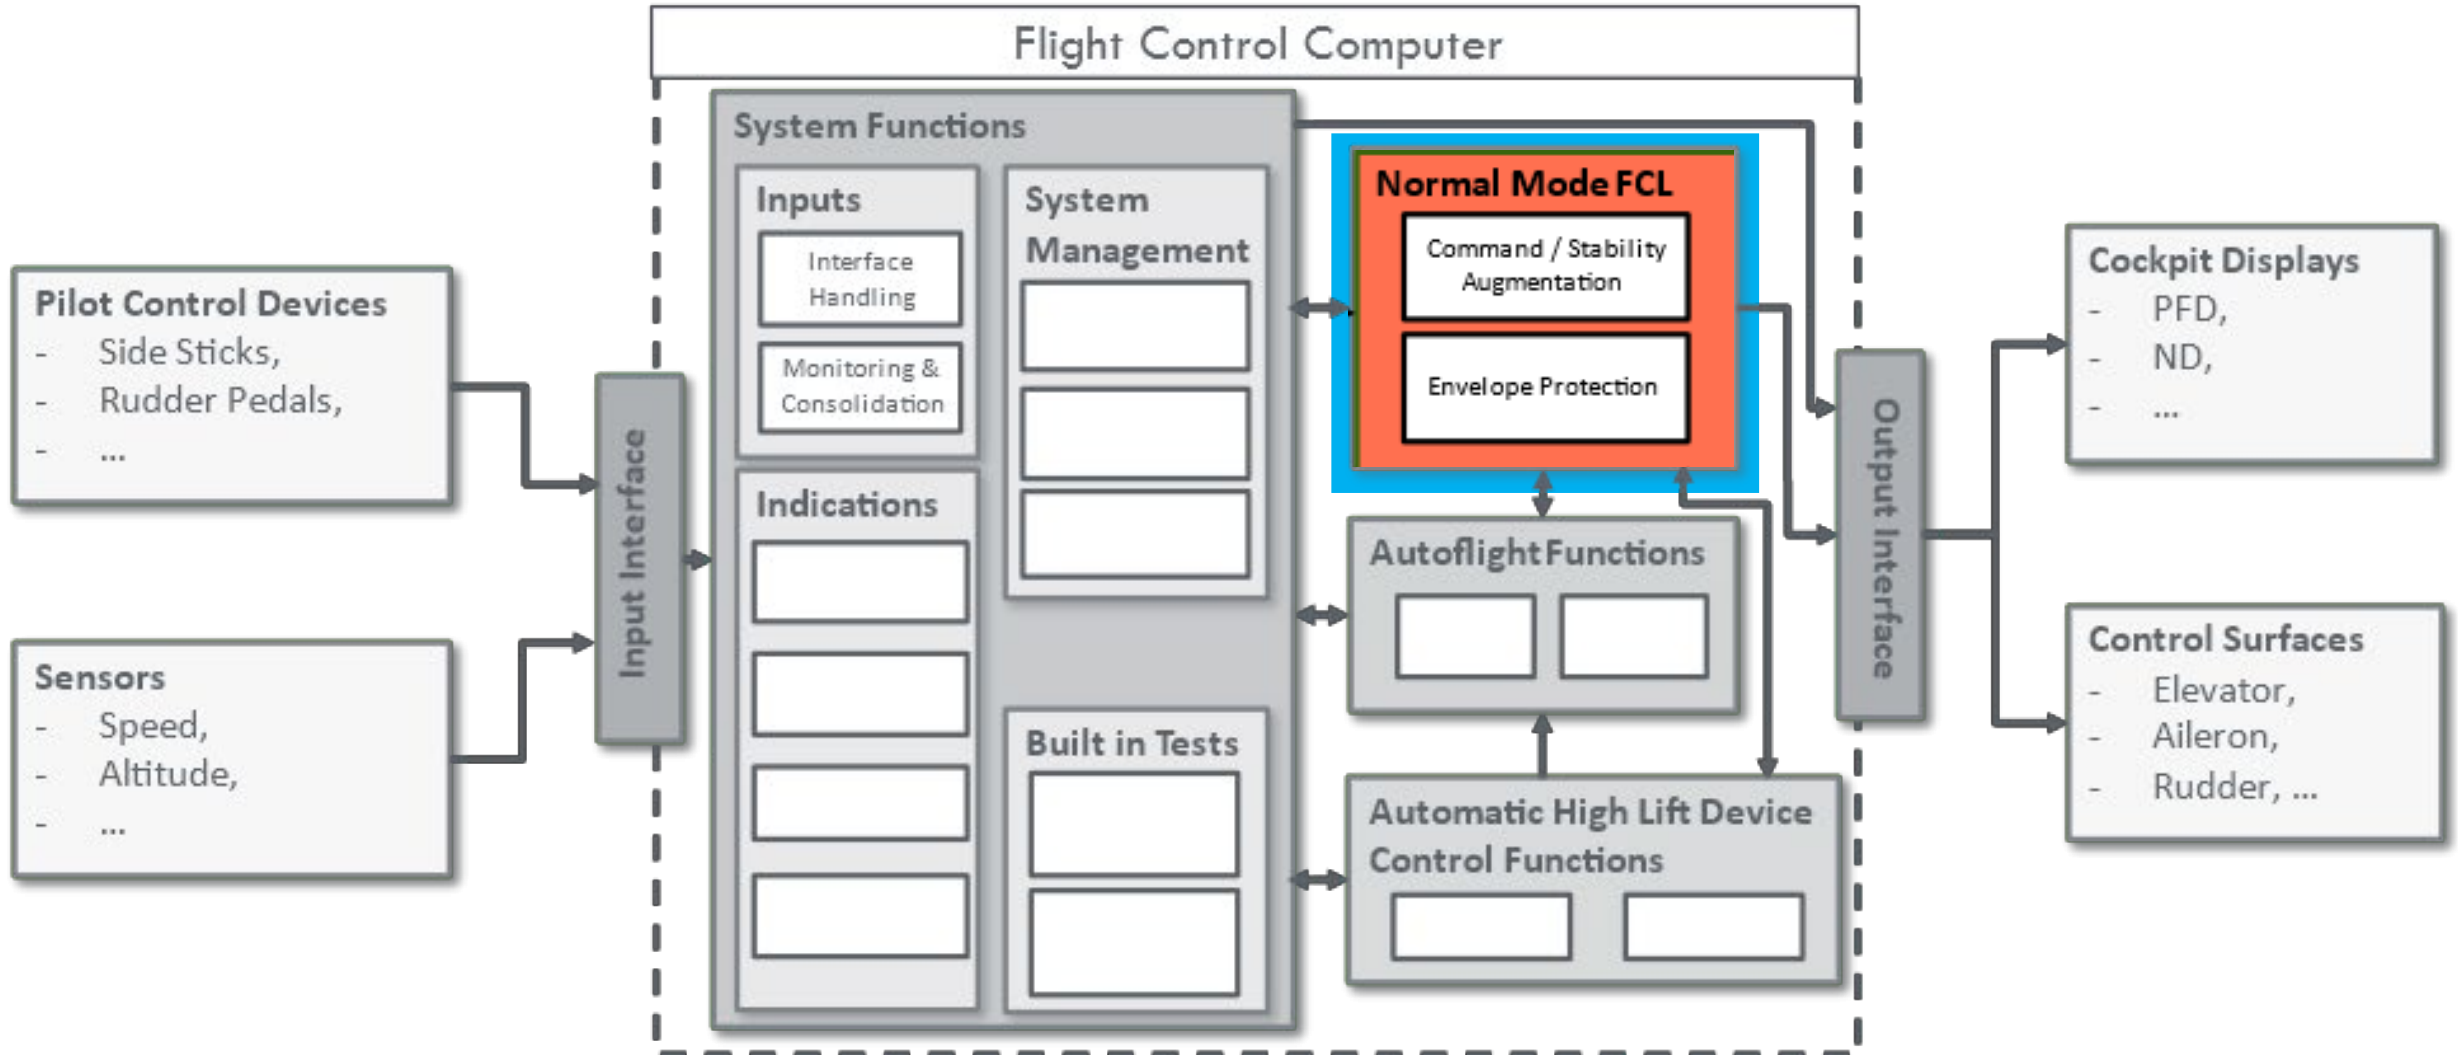 Flight Control Computer
Pilot Control Devices
- Side Sticks,
- Rudder Pedals,
- ...
Sensors
- Speed,
- Altitude,
- ...
Input Interface
System Functions
Inputs
Interface
Handling
Monitoring &
Consolidation
Indications
System
Management
Built in Tests
Normal Mode FCL
Command / Stability
Augmentation
Envelope Protection
Autoflight Functions
Automatic High Lift Device
Control Functions
Output Interface
Cockpit Displays
- PFD,
- ND,
- ...
Control Surfaces
- Elevator,
- Aileron,
- Rudder, ...